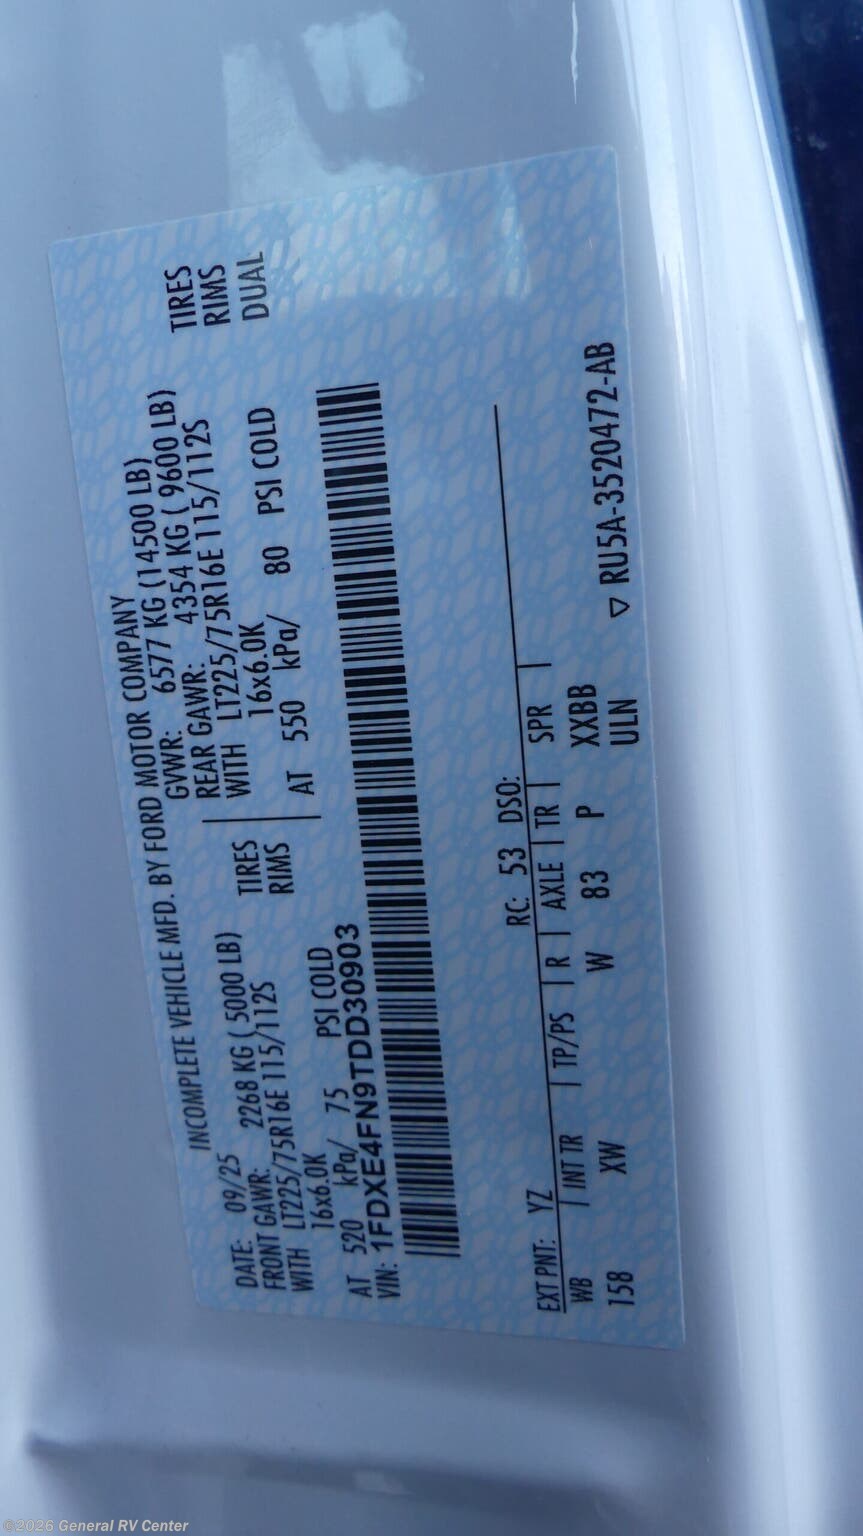 INCOMPLETE VEHICLE MFD. BY FORD MOTOR COMPANY
DATE: 09/25 GVWR: 6577 KG (14500 LB)
FRONT GAWR: 2268 KG ( 5000 LB) REAR GAWR: 4354 KG ( 9600 LB)
WITH LT225/75R16E 115/112S TIRES WITH LT225/75R16E 115/112S TIRES
16x6.0K RIMS 16x6.0K RIMS
AT 520 kPa/ 75 PSI COLD AT 550 kPa/ 80 PSI COLD DUAL
VIN: 1FDXE4FN9TDD30903
EXT PNT: YZ RC: 53 DSO:
WB | INT TR | TP/PS | R | AXLE | TR | SPR |
158 XW W 83 P XXBB
ULN ▽ RU5A-3520472-AB
©2026 General RV Center